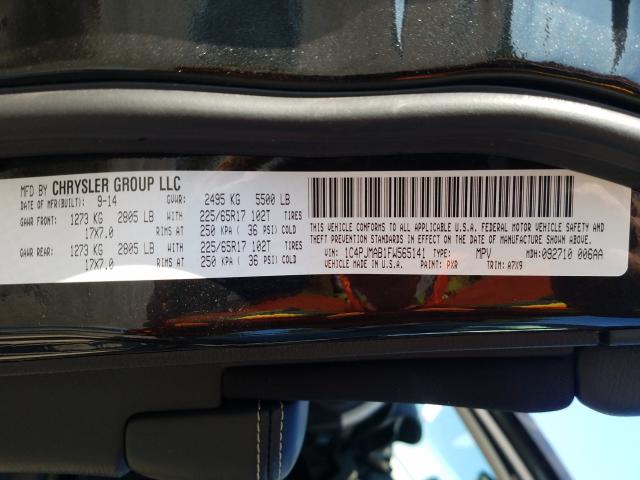 MFD BY CHRYSLER GROUP LLC
DATE OF MFR(BUILT): 9-14 GVWR: 2495 KG 5500 LB
GAWR FRONT: 1273 KG 2805 LB WITH 225/65R17 102T TIRES
17X7.0 RIMS AT 250 KPA ( 36 PSI) COLD
GAWR REAR: 1273 KG 2805 LB WITH 225/65R17 102T TIRES
17X7.0 RIMS AT 250 KPA ( 36 PSI) COLD
THIS VEHICLE CONFORMS TO ALL APPLICABLE U.S.A. FEDERAL MOTOR VEHICLE SAFETY AND
THEFT PREVENTION STANDARDS IN EFFECT ON THE DATE OF MANUFACTURE SHOWN ABOVE.
VIN: 1C4PJMAB1FW565141 TYPE: MPV MDH: 092710 006AA
VEHICLE MADE IN U.S.A. PAINT: PXR TRIM: A7X9